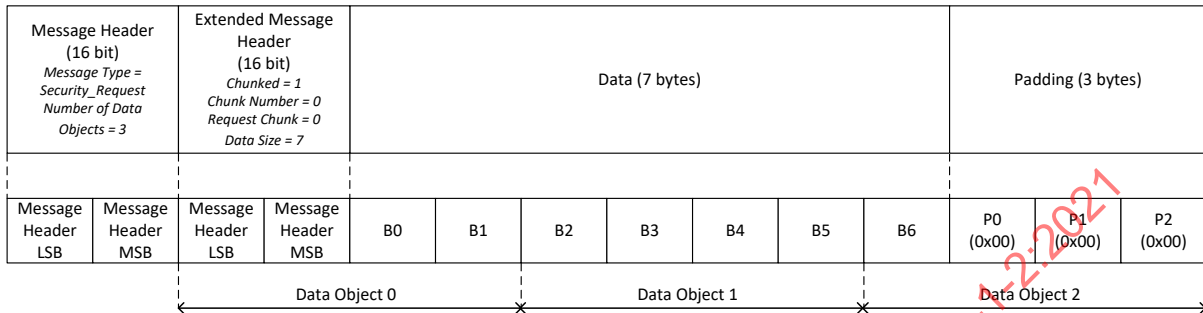 Message Header
(16 bit)
Message Type =
Security_Request
Number of Data
Objects = 3
Extended Message
Header
(16 bit)
Chunked = 1
Chunk Number = 0
Request Chunk = 0
Data Size = 7
Data (7 bytes)
Padding (3 bytes)
Message
Header
LSB
Message
Header
MSB
Message
Header
LSB
Message
Header
MSB
B0
B1
B2
B3
B4
B5
B6
P0
(0x00)
P1
(0x00)
P2
(0x00)
Data Object 0
Data Object 1
Data Object 2
1-2:2021